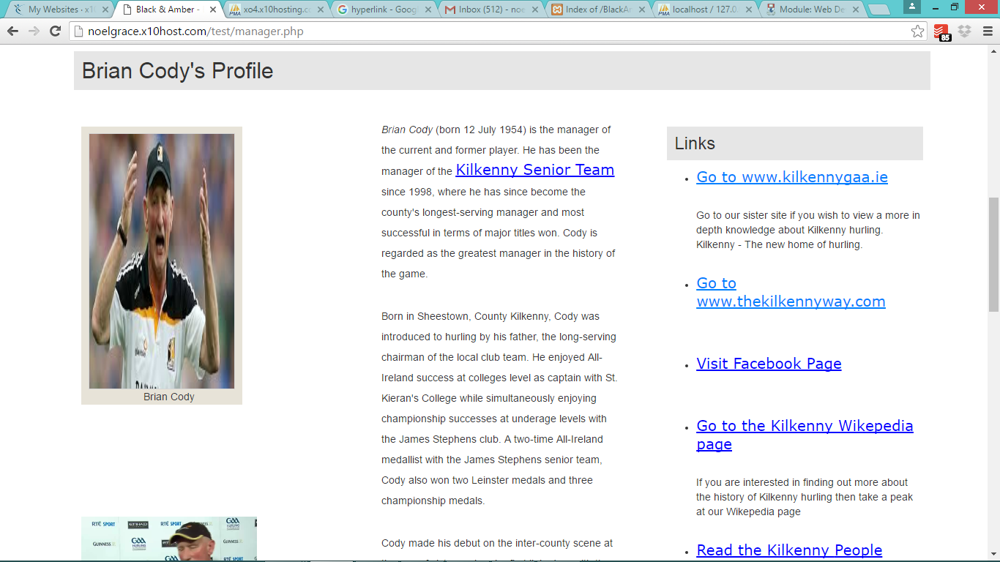 My Websites · x1
Black & Amber -
xo4.x10hosting.c
hyperlink - Goog
Inbox (512) - noe
Index of /BlackAr
localhost / 127.0
Module: Web De
noelgrace.x10host.com/test/manager.php
85
Brian Cody's Profile
Brian Cody
RTÉ SPORT
ETIHAD
RTÉ SPORT
GAA
HURLING
GUINNESS
GAA
HURLING
GAA
Brian Cody (born 12 July 1954) is the manager of
the current and former player. He has been the
manager of the Kilkenny Senior Team
since 1998, where he has since become the
county's longest-serving manager and most
successful in terms of major titles won. Cody is
regarded as the greatest manager in the history of
the game.
Born in Sheestown, County Kilkenny, Cody was
introduced to hurling by his father, the long-serving
chairman of the local club team. He enjoyed All-
Ireland success at colleges level as captain with St.
Kieran's College while simultaneously enjoying
championship successes at underage levels with
the James Stephens club. A two-time All-Ireland
medallist with the James Stephens senior team,
Cody also won two Leinster medals and three
championship medals.
Cody made his debut on the inter-county scene at
Links
Go to www.kilkennygaa.ie
Go to our sister site if you wish to view a more in
depth knowledge about Kilkenny hurling.
Kilkenny - The new home of hurling.
Go to
www.thekilkennyway.com
Visit Facebook Page
Go to the Kilkenny Wikepedia
page
If you are interested in finding out more about
the history of Kilkenny hurling then take a peak
at our Wikepedia page
Read the Kilkenny People